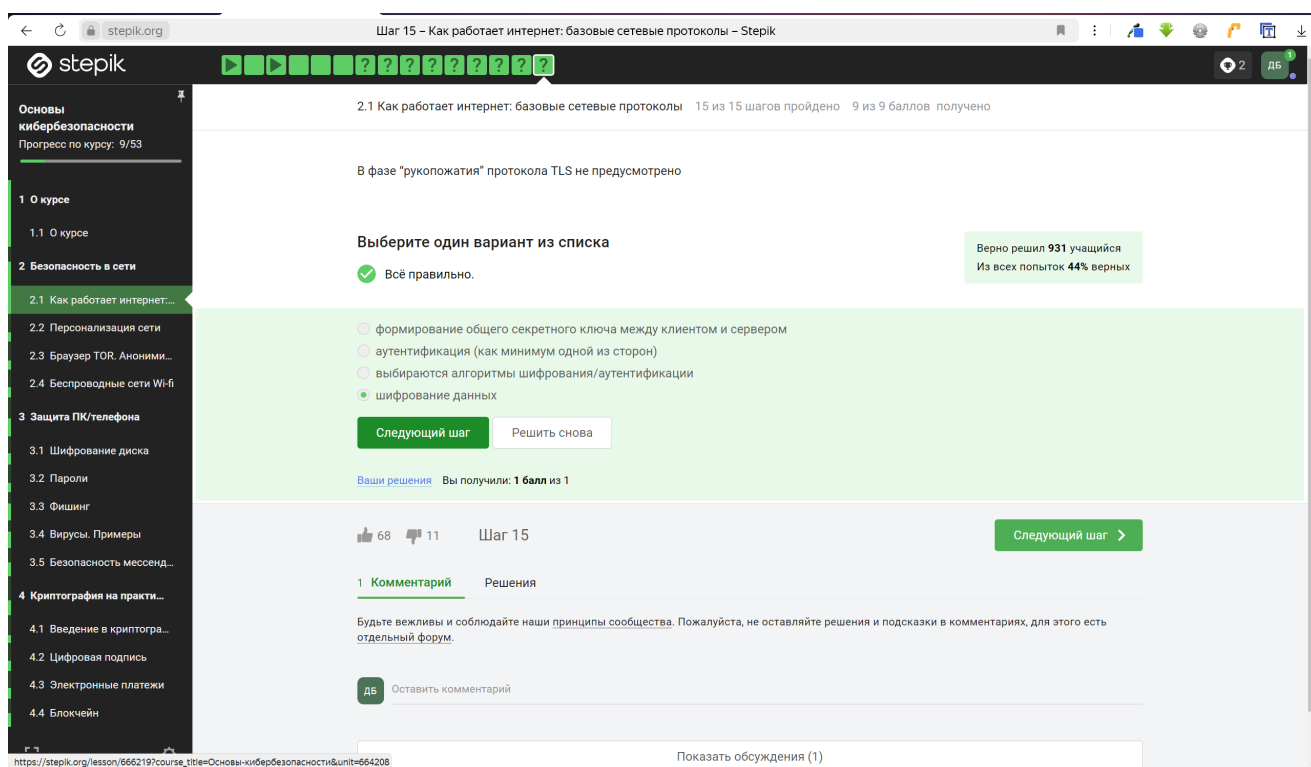 stepik.org
Шаг 15 – Как работает интернет: базовые сетевые протоколы – Stepik
stepik
? ? ? ? ? ? ? ? ?
2
ДБ
1
Основы кибербезопасности
Прогресс по курсу: 9/53
1 О курсе
1.1 О курсе
2 Безопасность в сети
2.1 Как работает интернет:...
2.2 Персонализация сети
2.3 Браузер TOR. Аноними...
2.4 Беспроводные сети Wi-fi
3 Защита ПК/телефона
3.1 Шифрование диска
3.2 Пароли
3.3 Фишинг
3.4 Вирусы. Примеры
3.5 Безопасность мессенд...
4 Криптография на практи...
4.1 Введение в криптогра...
4.2 Цифровая подпись
4.3 Электронные платежи
4.4 Блокчейн
2.1 Как работает интернет: базовые сетевые протоколы 15 из 15 шагов пройдено 9 из 9 баллов получено
В фазе “рукопожатия” протокола TLS не предусмотрено
Выберите один вариант из списка
Всё правильно.
Верно решил 931 учащийся
Из всех попыток 44% верных
формирование общего секретного ключа между клиентом и сервером
аутентификация (как минимум одной из сторон)
выбираются алгоритмы шифрования/аутентификации
шифрование данных
Следующий шаг
Решить снова
Ваши решения Вы получили: 1 балл из 1
68 11 Шаг 15
Следующий шаг
1 Комментарий Решения
Будьте вежливы и соблюдайте наши принципы сообщества. Пожалуйста, не оставляйте решения и подсказки в комментариях, для этого есть
отдельный форум.
ДБ
Оставить комментарий
Показать обсуждения (1)
https://stepik.org/lesson/666219?course_title=Основы-кибербезопасности&unit=664208